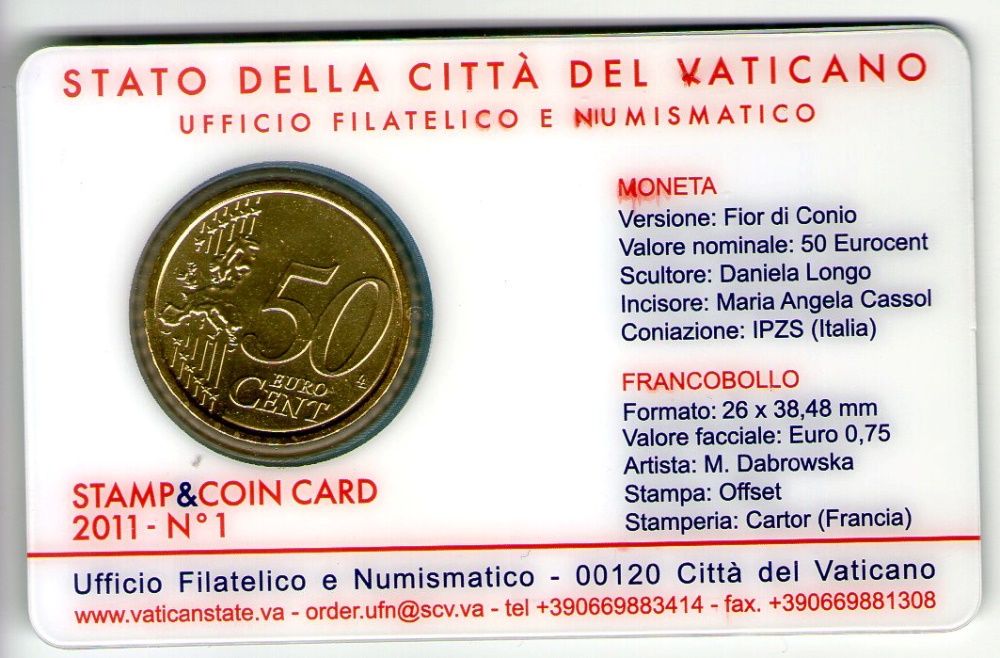 STATO DELLA CITTÀ DEL VATICANO
UFFICIO FILATELICO E NUMISMATICO
50
EURO
CENT
MONETA
Versione: Fior di Conio
Valore nominale: 50 Eurocent
Scultore: Daniela Longo
Incisore: Maria Angela Cassol
Coniazione: IPZS (Italia)
FRANCOBOLLO
Formato: 26 x 38,48 mm
Valore facciale: Euro 0,75
Artista: M. Dabrowska
Stampa: Offset
Stamperia: Cartor (Francia)
STAMP&COIN CARD
2011 - N° 1
Ufficio Filatelico e Numismatico - 00120 Città del Vaticano
www.vaticanstate.va - order.ufn@scv.va - tel +390669883414 - fax. +390669881308